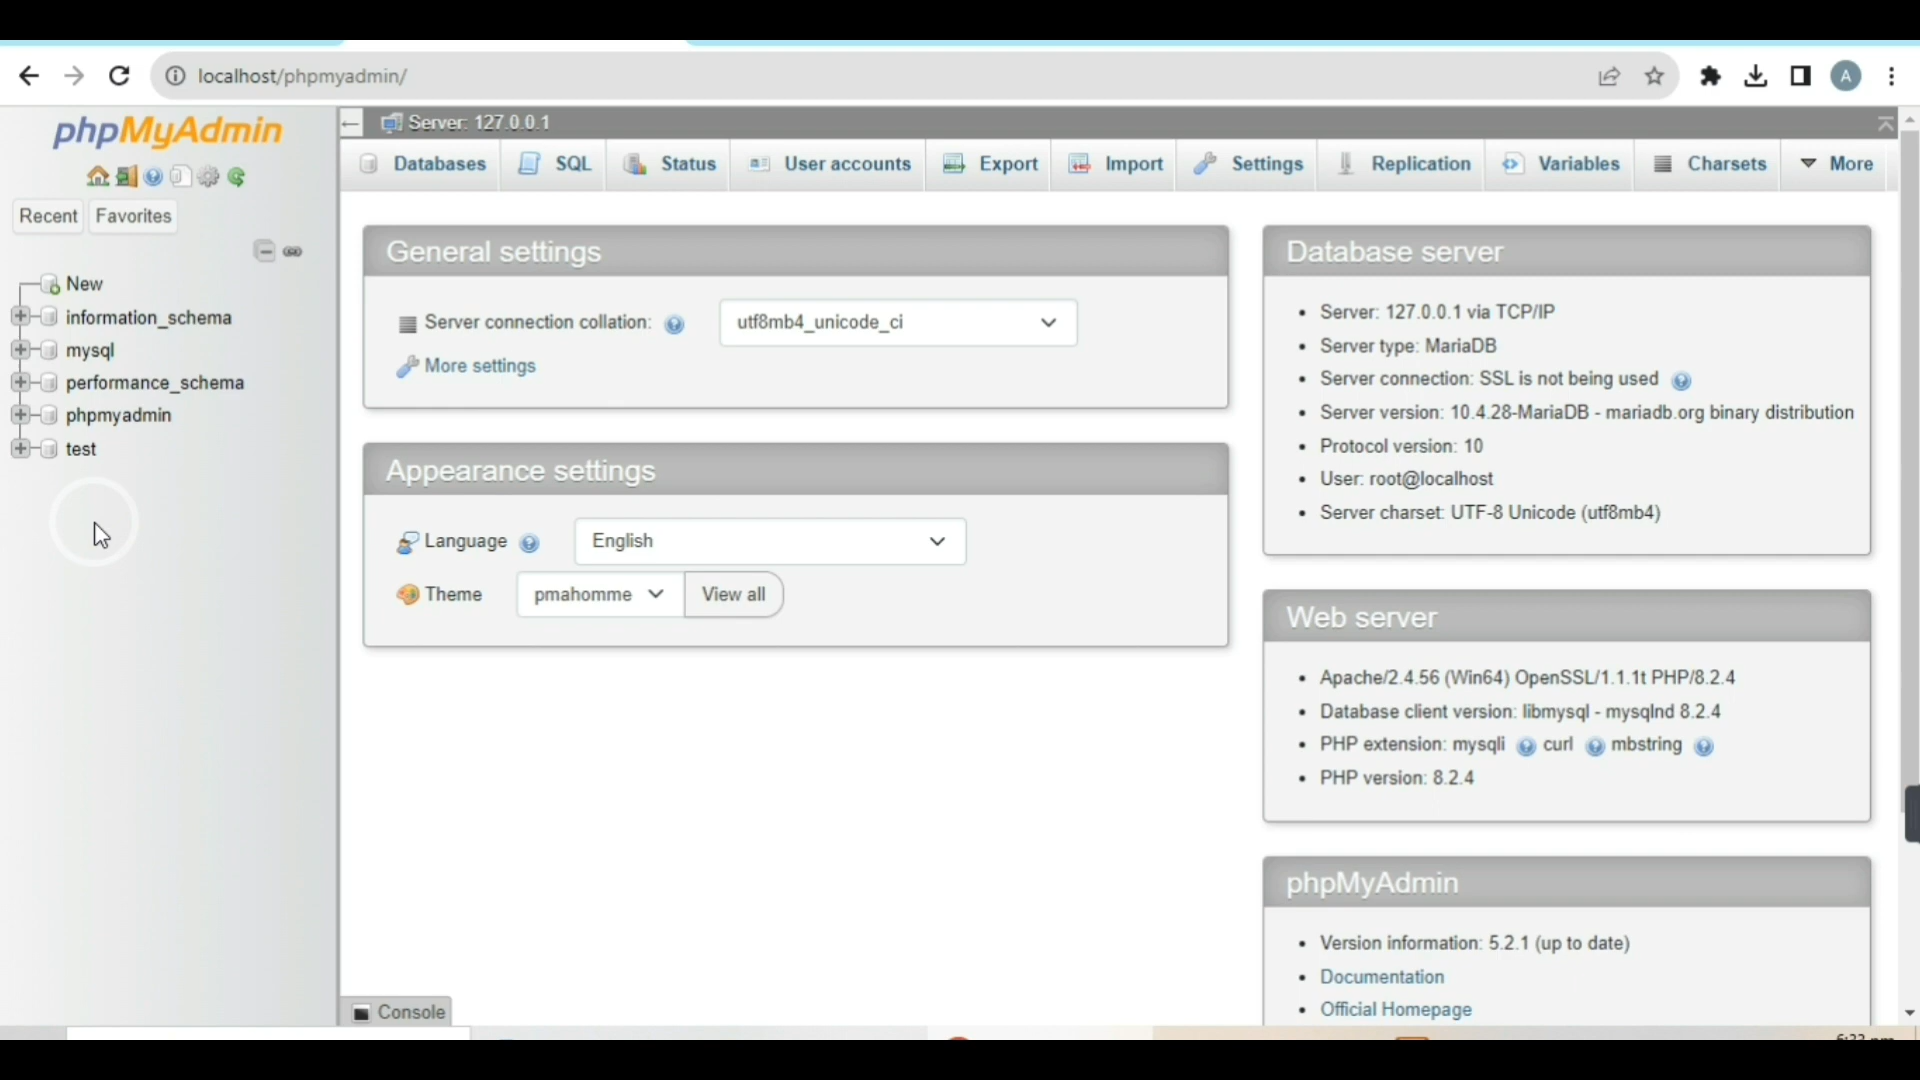 localhost/phpmyadmin/
A
phpMyAdmin
Server: 127.0.0.1
Databases SQL Status User accounts Export Import Settings Replication Variables Charsets More
Recent Favorites
New
information_schema
mysql
performance_schema
phpmyadmin
test
General settings
Server connection collation: utf8mb4_unicode_ci
More settings
Appearance settings
Language English
Theme pmahomme View all
Database server
Server: 127.0.0.1 via TCP/IP
Server type: MariaDB
Server connection: SSL is not being used
Server version: 10.4.28-MariaDB - mariadb.org binary distribution
Protocol version: 10
User: root@localhost
Server charset: UTF-8 Unicode (utf8mb4)
Web server
Apache/2.4.56 (Win64) OpenSSL/1.1.1t PHP/8.2.4
Database client version: libmysql - mysqlnd 8.2.4
PHP extension: mysqli curl mbstring
PHP version: 8.2.4
phpMyAdmin
Version information: 5.2.1 (up to date)
Documentation
Official Homepage
Console